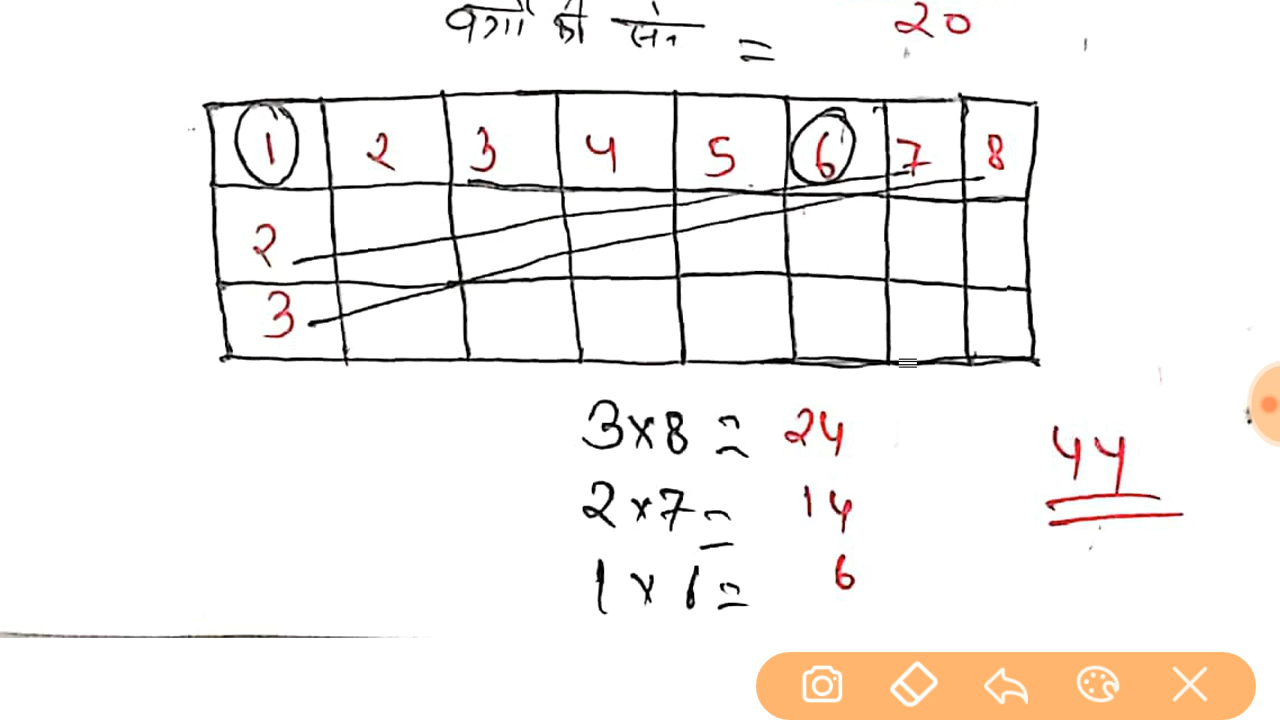 वर्गों की सं० = 20
1 2 3 4 5 6 7 8
2
3
3×8 = 24
2×7 = 14
1×6 = 6
44